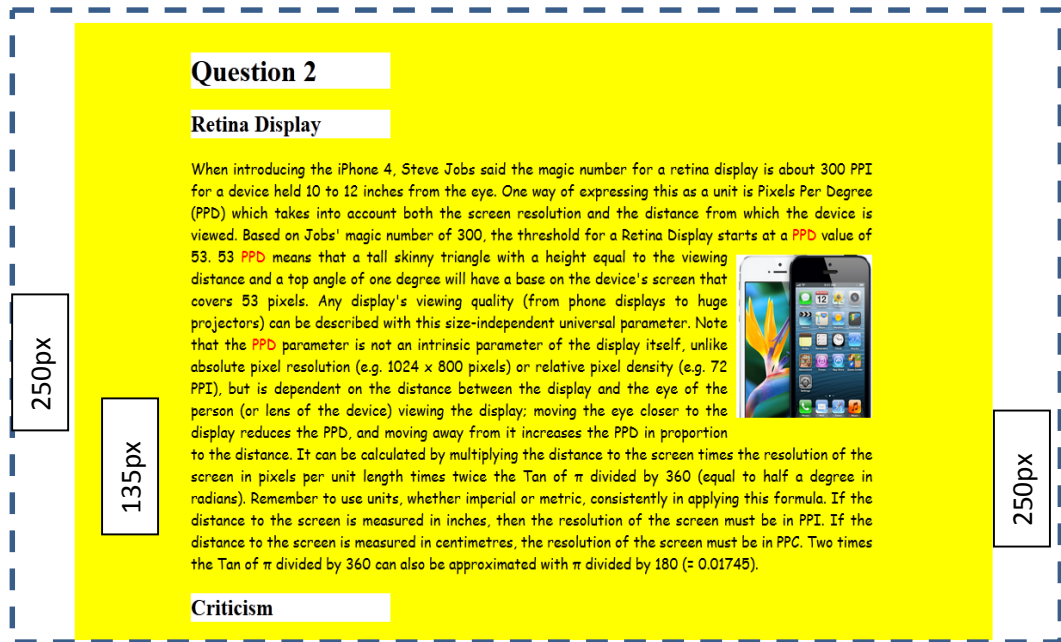 Question 2
Retina Display
When introducing the iPhone 4, Steve Jobs said the magic number for a retina display is about 300 PPI
for a device held 10 to 12 inches from the eye. One way of expressing this as a unit is Pixels Per Degree
(PPD) which takes into account both the screen resolution and the distance from which the device is
viewed. Based on Jobs' magic number of 300, the threshold for a Retina Display starts at a PPD value of
53. 53 PPD means that a tall skinny triangle with a height equal to the viewing
distance and a top angle of one degree will have a base on the device's screen that
covers 53 pixels. Any display's viewing quality (from phone displays to huge
projectors) can be described with this size-independent universal parameter. Note
that the PPD parameter is not an intrinsic parameter of the display itself, unlike
absolute pixel resolution (e.g. 1024 x 800 pixels) or relative pixel density (e.g. 72
PPI), but is dependent on the distance between the display and the eye of the
person (or lens of the device) viewing the display; moving the eye closer to the
display reduces the PPD, and moving away from it increases the PPD in proportion
to the distance. It can be calculated by multiplying the distance to the screen times the resolution of the
screen in pixels per unit length times twice the Tan of π divided by 360 (equal to half a degree in
radians). Remember to use units, whether imperial or metric, consistently in applying this formula. If the
distance to the screen is measured in inches, then the resolution of the screen must be in PPI. If the
distance to the screen is measured in centimetres, the resolution of the screen must be in PPC. Two times
the Tan of π divided by 360 can also be approximated with π divided by 180 (= 0.01745).
Criticism
250px
135px
250px
12